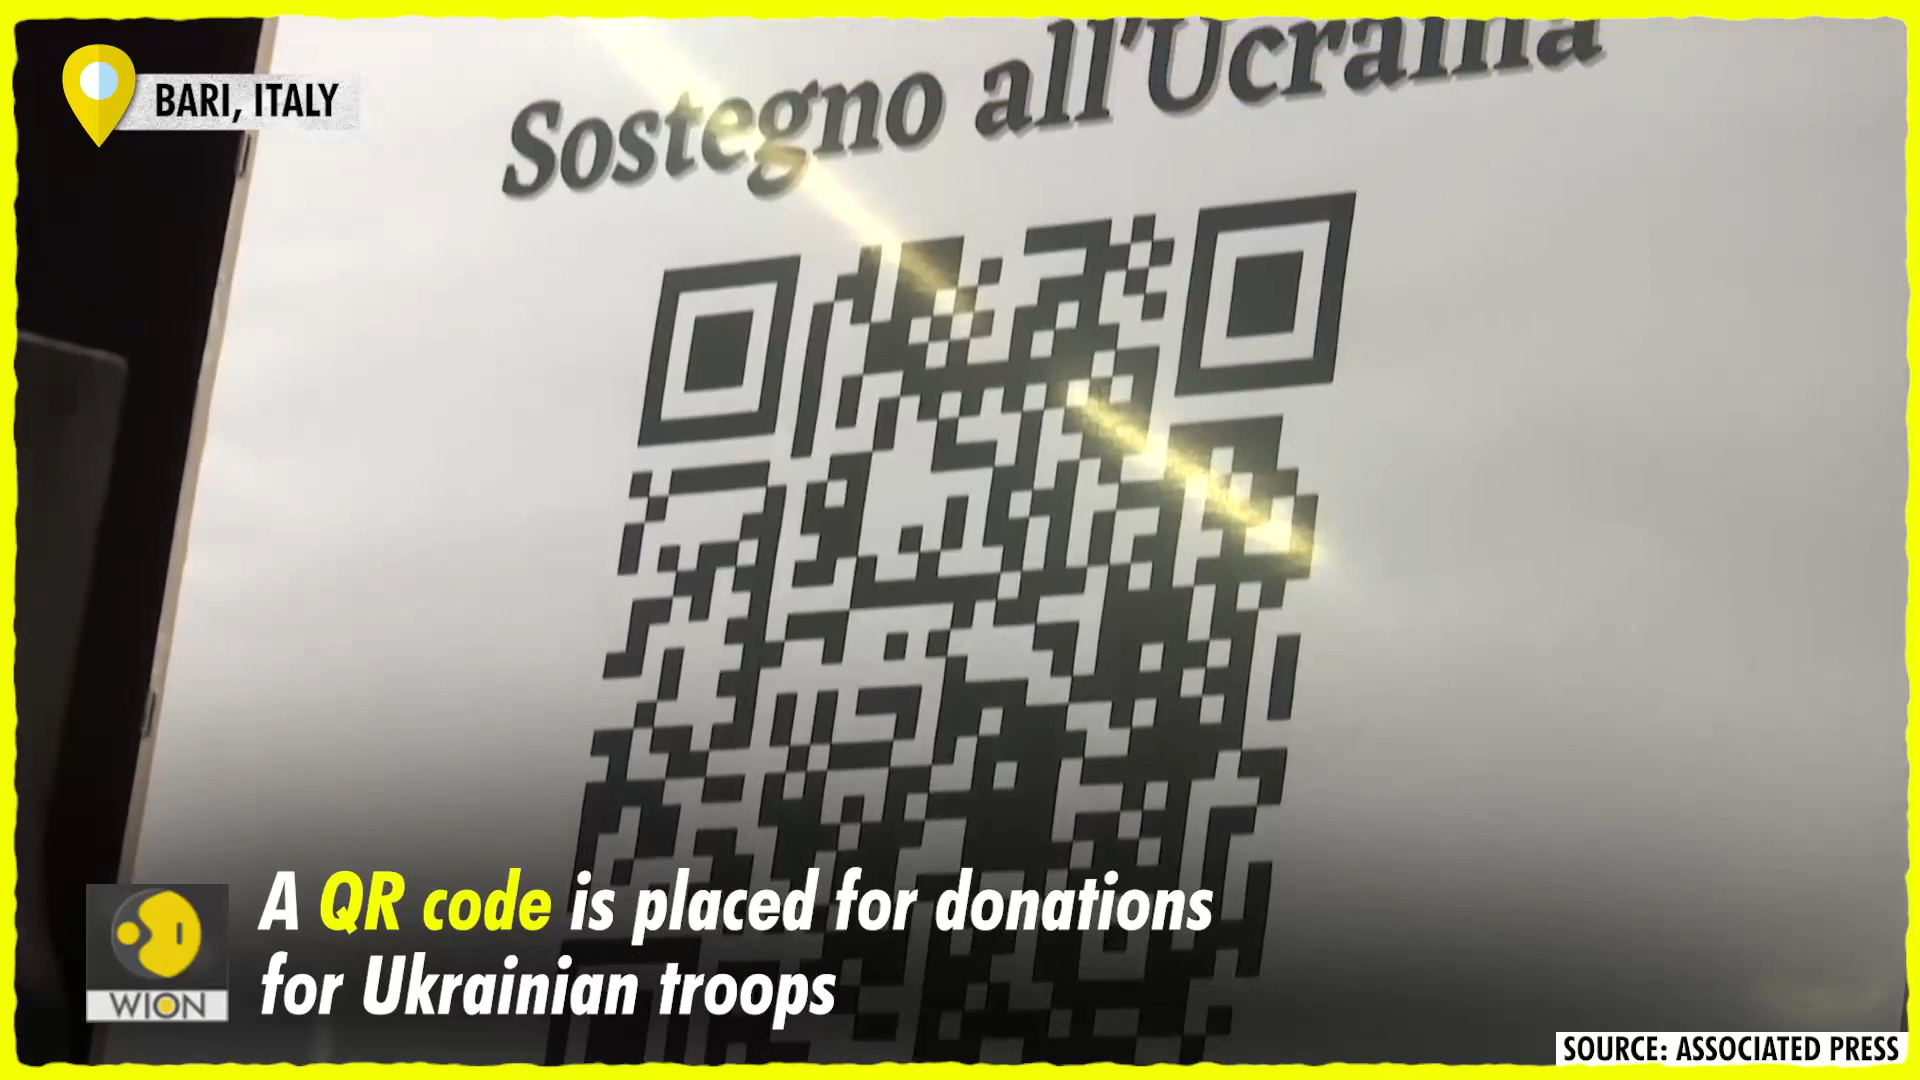 BARI, ITALY
Sostegno all'Ucraina
A QR code is placed for donations
for Ukrainian troops
WION
SOURCE: ASSOCIATED PRESS